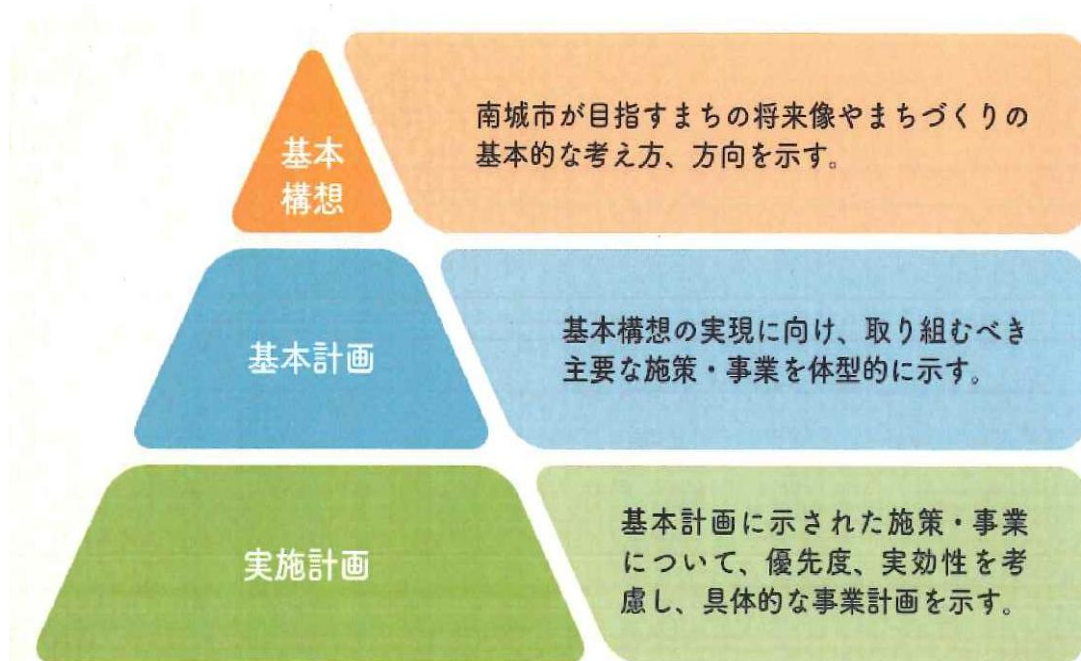 基本
構想
南城市が目指すまちの将来像やまちづくりの
基本的な考え方、方向を示す。
基本計画
基本構想の実現に向け、取り組むべき
主要な施策・事業を体型的に示す。
実施計画
基本計画に示された施策・事業
について、優先度、実効性を考
慮し、具体的な事業計画を示す。